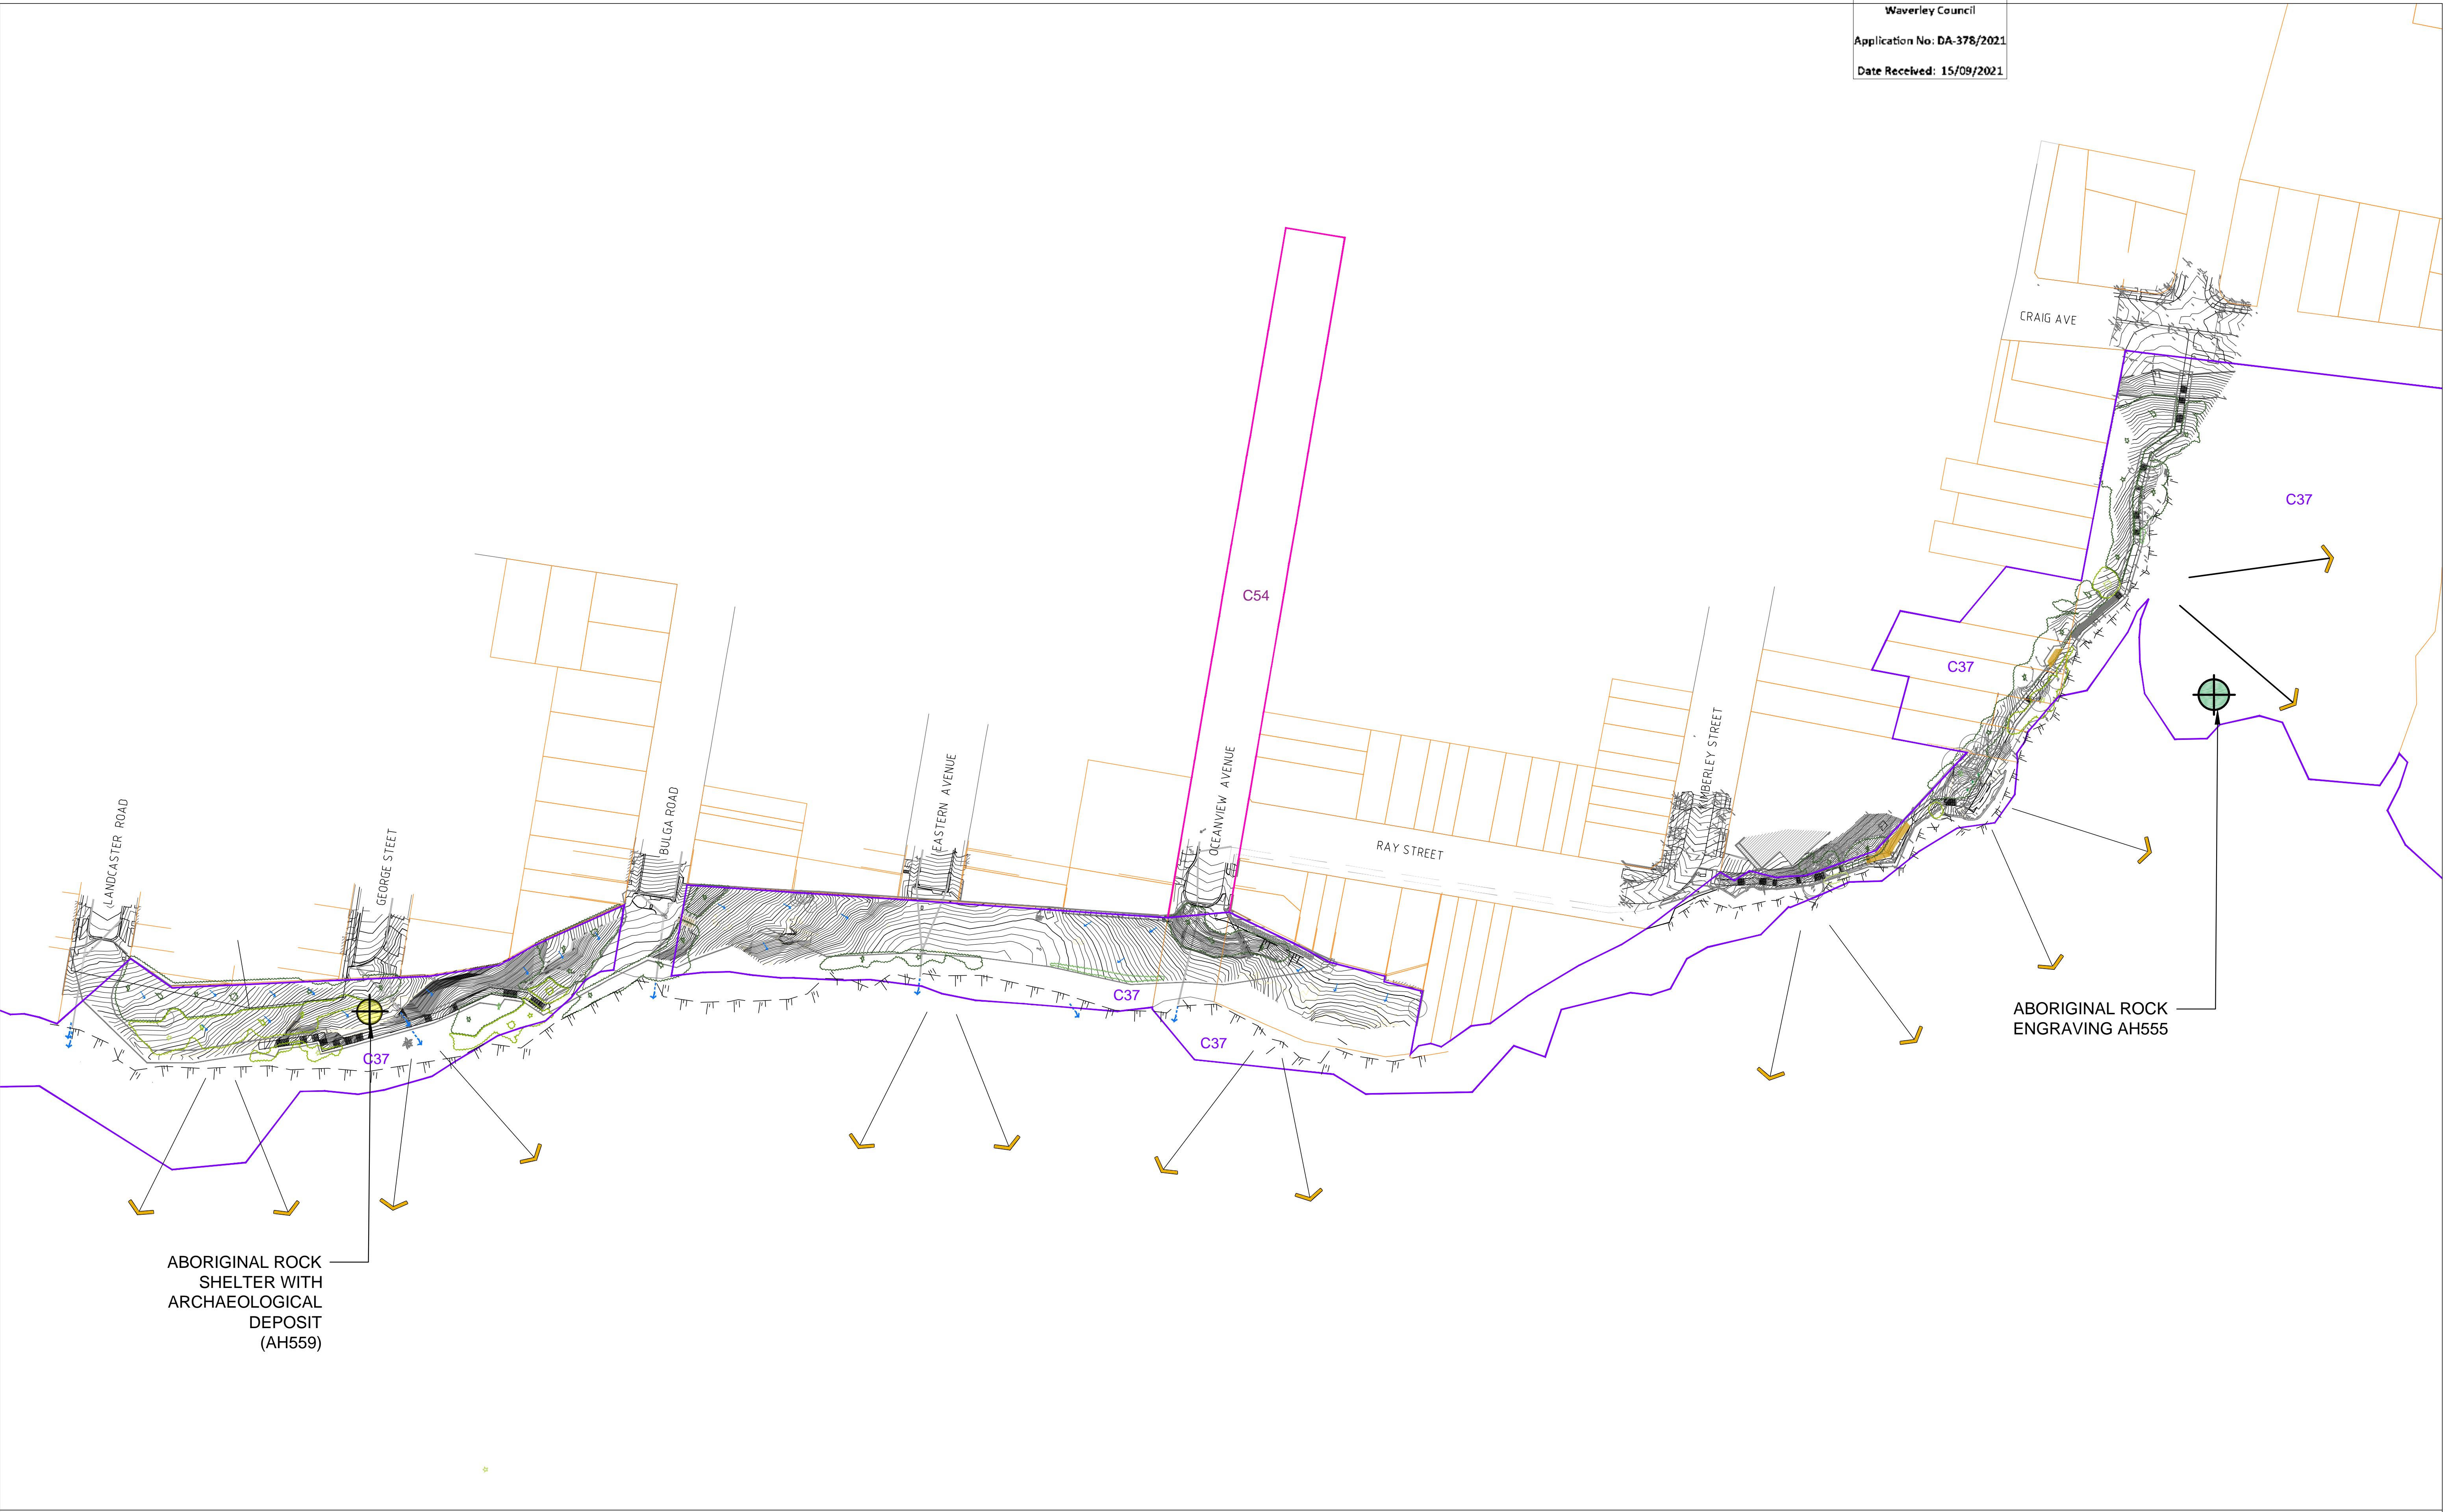 Waverley Council
Application No: DA-378/2021
Date Received: 15/09/2021
CRAIG AVE
C37
C54
C37
LANDCASTER ROAD
GEORGE STEET
BULGA ROAD
EASTERN AVENUE
OCEANVIEW AVENUE
RAY STREET
KIMBERLEY STREET
C37
C37
C37
ABORIGINAL ROCK
ENGRAVING AH555
ABORIGINAL ROCK
SHELTER WITH
ARCHAEOLOGICAL
DEPOSIT
(AH559)